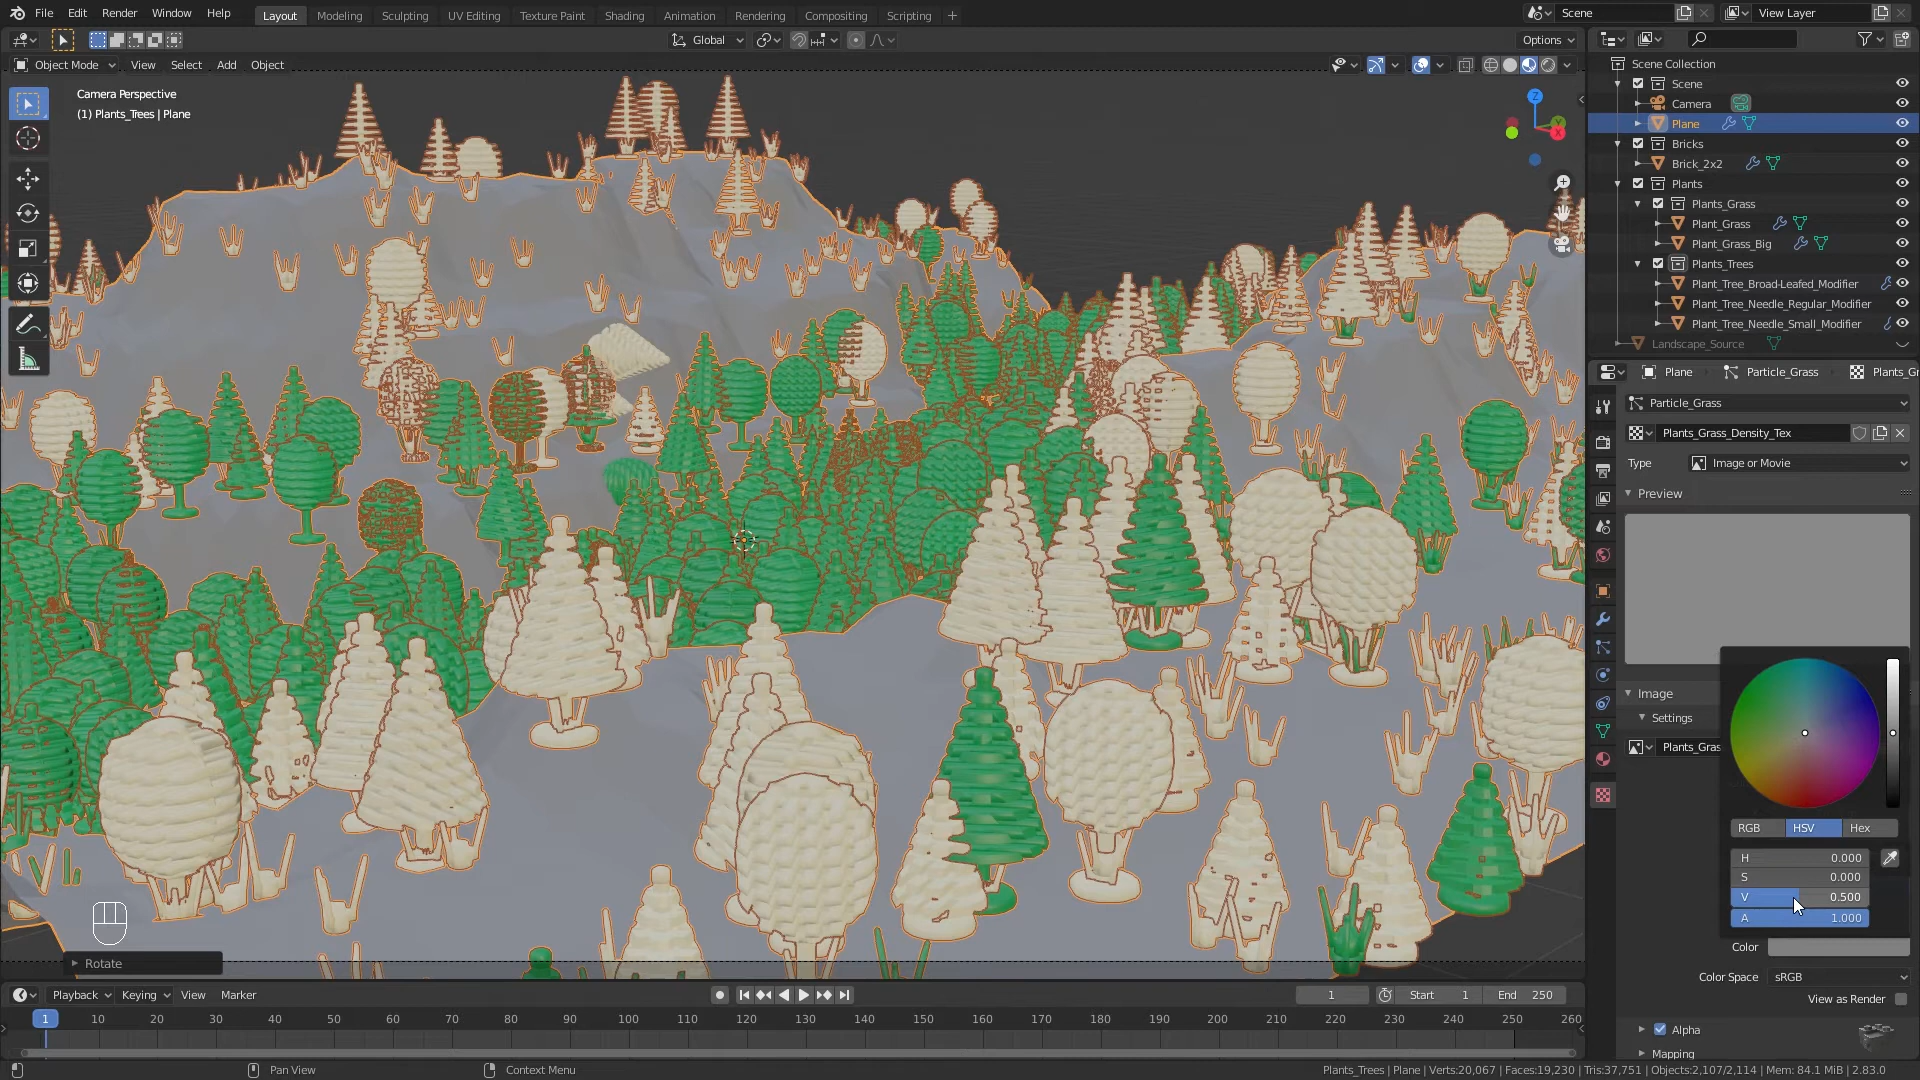 File Edit Render Window Help Layout Modeling Sculpting UV Editing Texture Paint Shading Animation Rendering Compositing Scripting + Scene View Layer
Global Options
Object Mode View Select Add Object
Camera Perspective
(1) Plants_Trees | Plane
Z
Y
X
Scene Collection
Scene
Camera
Plane
Bricks
Brick_2x2
Plants
Plants_Grass
Plant_Grass
Plant_Grass_Big
Plants_Trees
Plant_Tree_Broad-Leafed_Modifier
Plant_Tree_Needle_Regular_Modifier
Plant_Tree_Needle_Small_Modifier
Landscape_Source
Plane Particle_Grass Plants_Gr
Particle_Grass
Plants_Grass_Density_Tex
Type Image or Movie
Preview
Image
Settings
Plants_Gras
RGB HSV Hex
H 0.000
S 0.000
V 0.500
A 1.000
Color
Color Space sRGB
View as Render
Alpha
Mapping
Rotate
Playback Keying View Marker 1 Start 1 End 250
1 10 20 30 40 50 60 70 80 90 100 110 120 130 140 150 160 170 180 190 200 210 220 230 240 250 260
Pan View Context Menu Plants_Trees | Plane | Verts:20,067 | Faces:19,230 | Tris:37,751 | Objects:2,107/2,114 | Mem: 84.1 MiB | 2.83.0